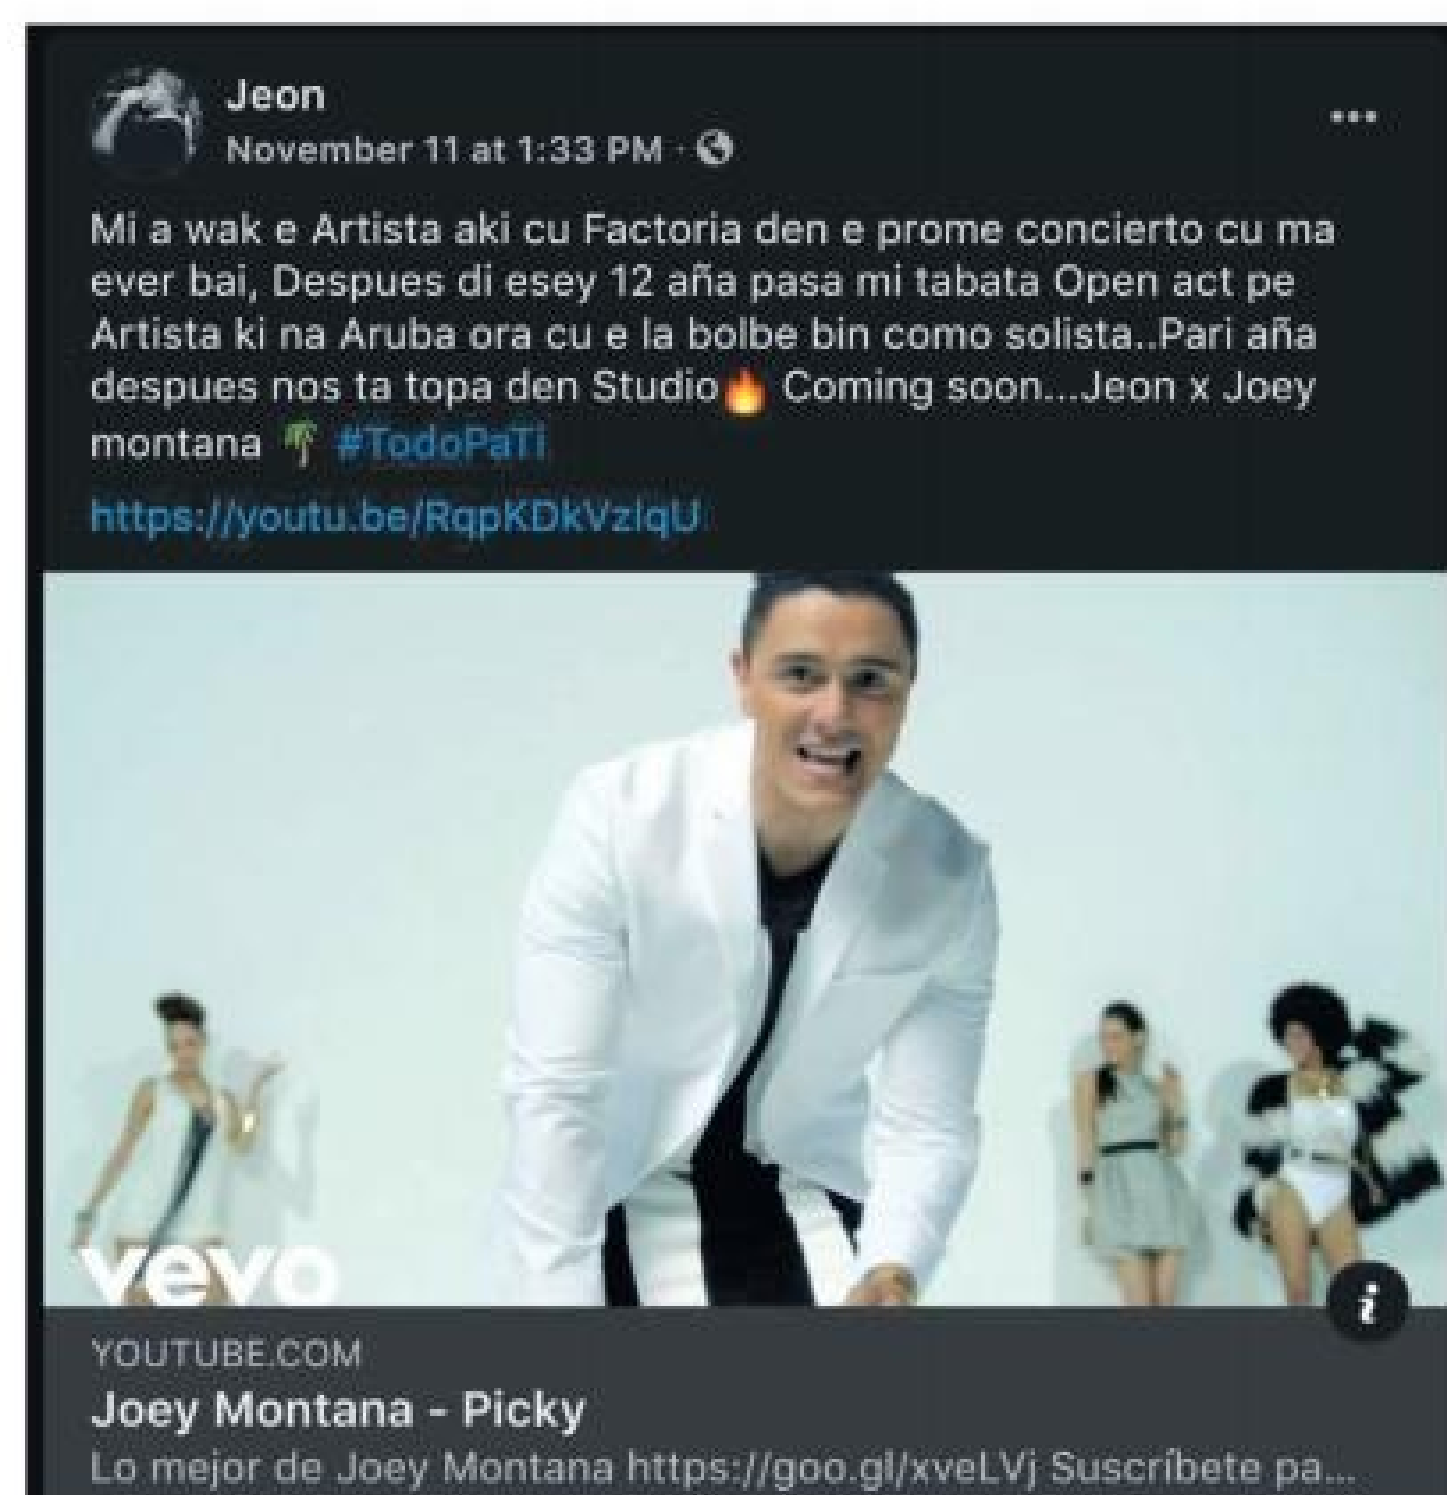 Jeon
November 11 at 1:33 PM ·
Mi a wak e Artista aki cu Factoria den e prome concierto cu ma
ever bai, Despues di esey 12 aña pasa mi tabata Open act pe
Artista ki na Aruba ora cu e la bolbe bin como solista..Pari aña
despues nos ta topa den Studio🔥 Coming soon...Jeon x Joey
montana 🌴 #TodoPaTi
https://youtu.be/RqpKDkVzIqU
vevo
i
YOUTUBE.COM
Joey Montana - Picky
Lo mejor de Joey Montana https://goo.gl/xveLVj Suscríbete pa...